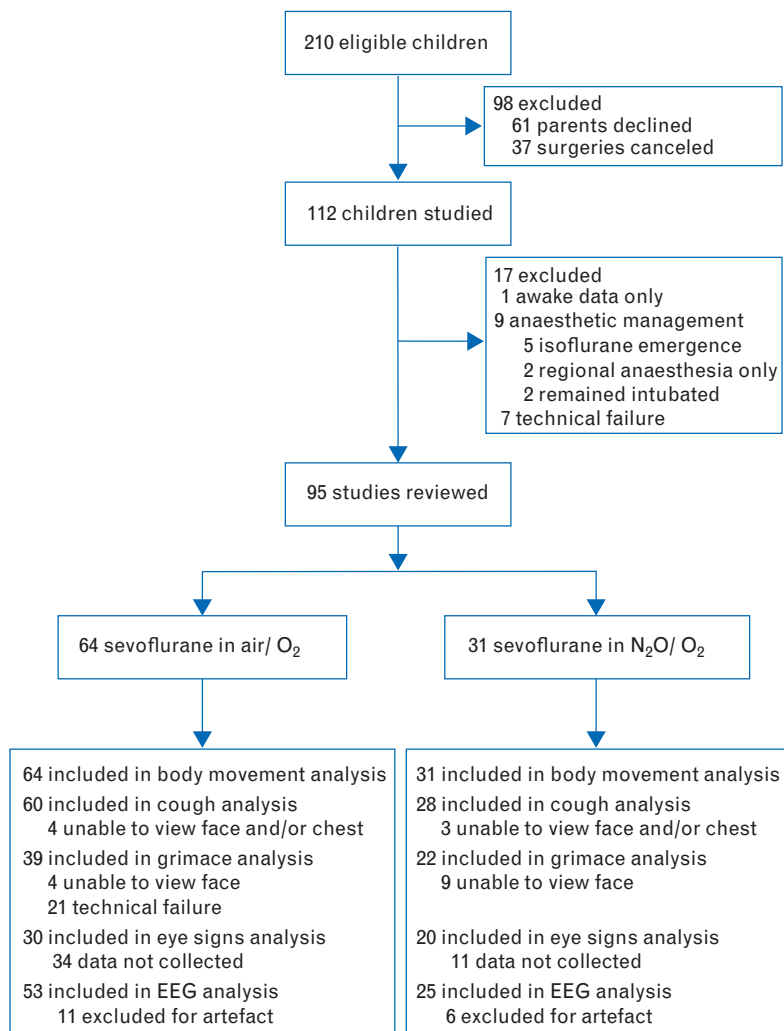 210 eligible children
98 excluded
61 parents declined
37 surgeries canceled
112 children studied
17 excluded
1 awake data only
9 anaesthetic management
5 isoflurane emergence
2 regional anaesthesia only
2 remained intubated
7 technical failure
95 studies reviewed
64 sevoflurane in air/ O₂
31 sevoflurane in N₂O/ O₂
64 included in body movement analysis
60 included in cough analysis
4 unable to view face and/or chest
39 included in grimace analysis
4 unable to view face
21 technical failure
30 included in eye signs analysis
34 data not collected
53 included in EEG analysis
11 excluded for artefact
31 included in body movement analysis
28 included in cough analysis
3 unable to view face and/or chest
22 included in grimace analysis
9 unable to view face
20 included in eye signs analysis
11 data not collected
25 included in EEG analysis
6 excluded for artefact